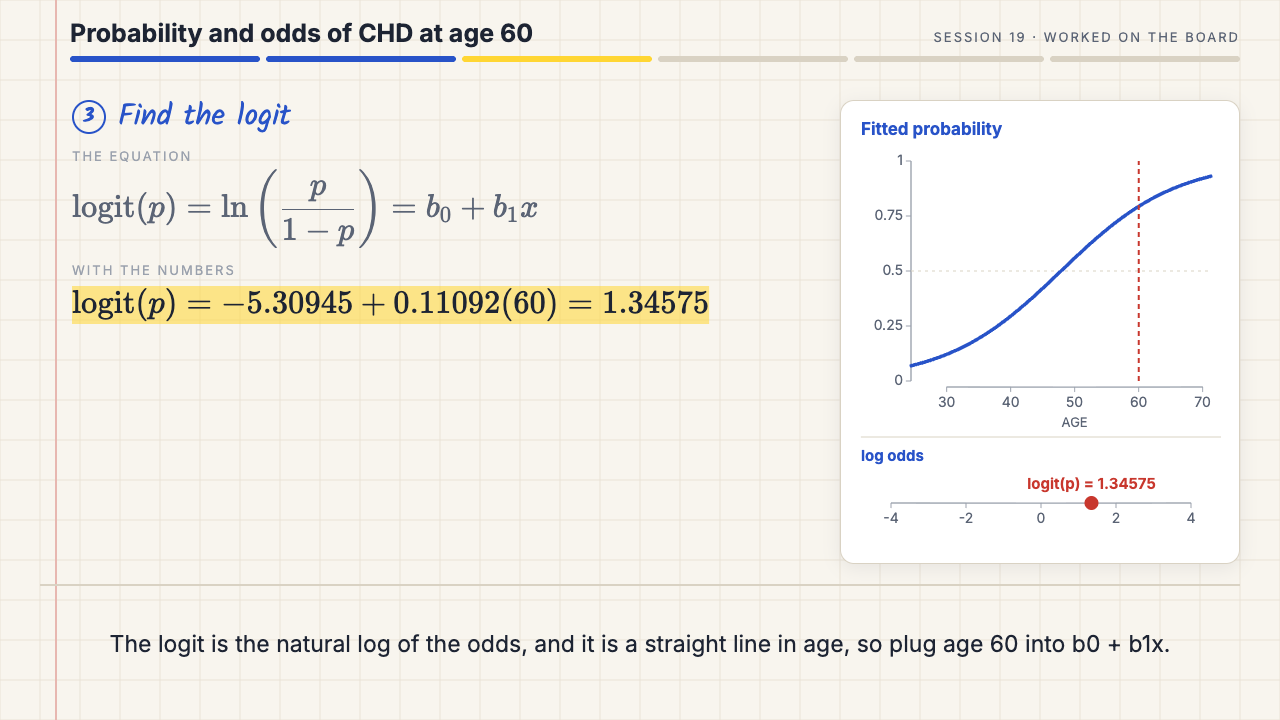 Probability and odds of CHD at age 60
SESSION 19 · WORKED ON THE BOARD
3 Find the logit
THE EQUATION
logit(p) = ln(p / (1 − p)) = b₀ + b₁x
WITH THE NUMBERS
logit(p) = −5.30945 + 0.11092(60) = 1.34575
Fitted probability
1
0.75
0.5
0.25
0
30 40 50 60 70
AGE
log odds
logit(p) = 1.34575
-4 -2 0 2 4
The logit is the natural log of the odds, and it is a straight line in age, so plug age 60 into b0 + b1x.